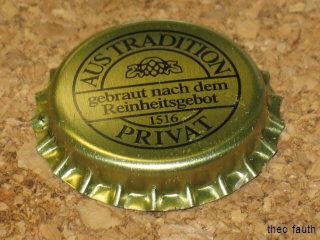 AUS TRADITION
gebraut nach dem
Reinheitsgebot
1516
PRIVAT
theo fauth